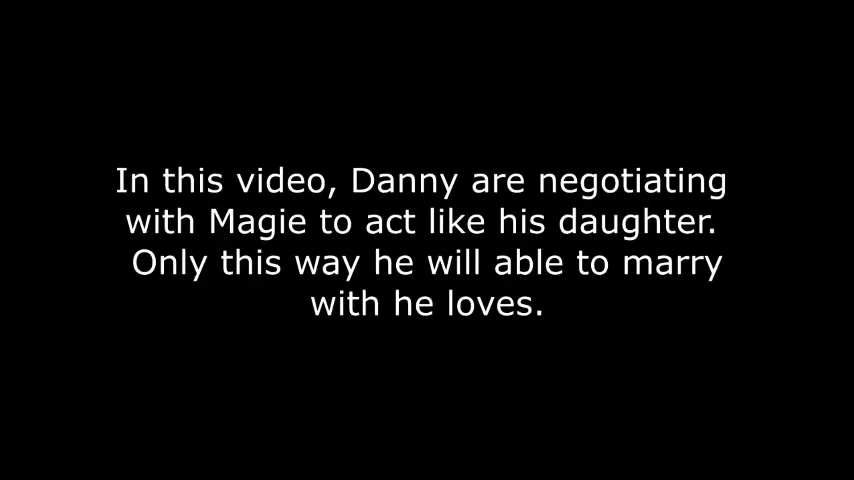 In this video, Danny are negotiating
with Magie to act like his daughter.
Only this way he will able to marry
with he loves.